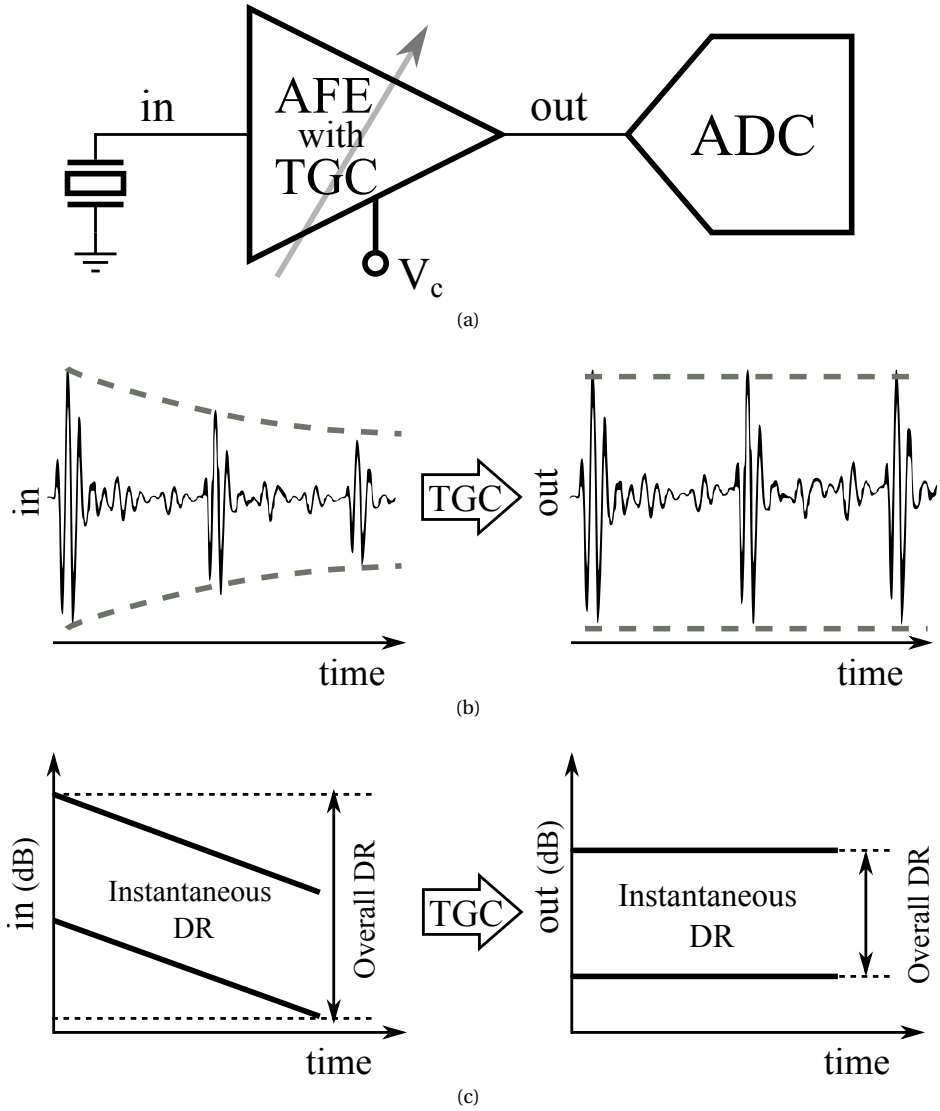 in
AFE
with
TGC
out
ADC
Vc
(a)
in
TGC
out
time
time
(b)
in (dB)
Instantaneous
DR
Overall DR
time
TGC
out (dB)
Instantaneous
DR
Overall DR
time
(c)